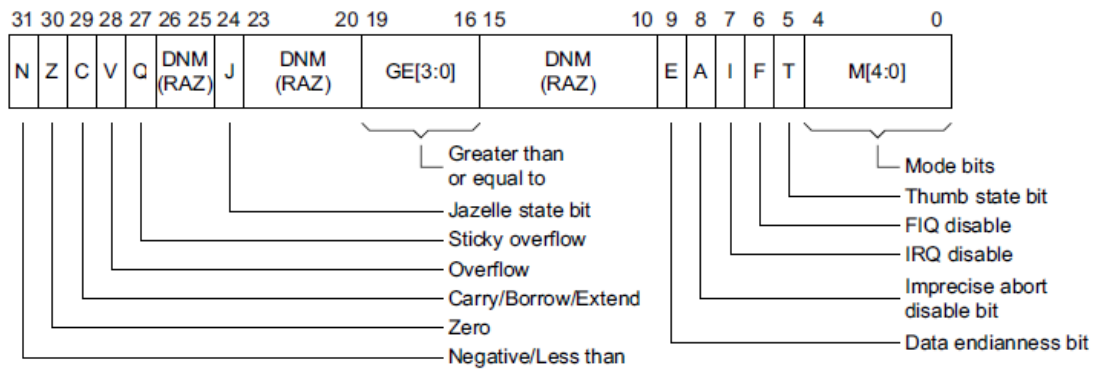 31 30 29 28 27 26 25 24 23 20 19 16 15 10 9 8 7 6 5 4 0
N Z C V Q DNM (RAZ) J DNM (RAZ) GE[3:0] DNM (RAZ) E A I F T M[4:0]
Greater than
or equal to
Jazelle state bit
Sticky overflow
Overflow
Carry/Borrow/Extend
Zero
Negative/Less than
Mode bits
Thumb state bit
FIQ disable
IRQ disable
Imprecise abort
disable bit
Data endianness bit